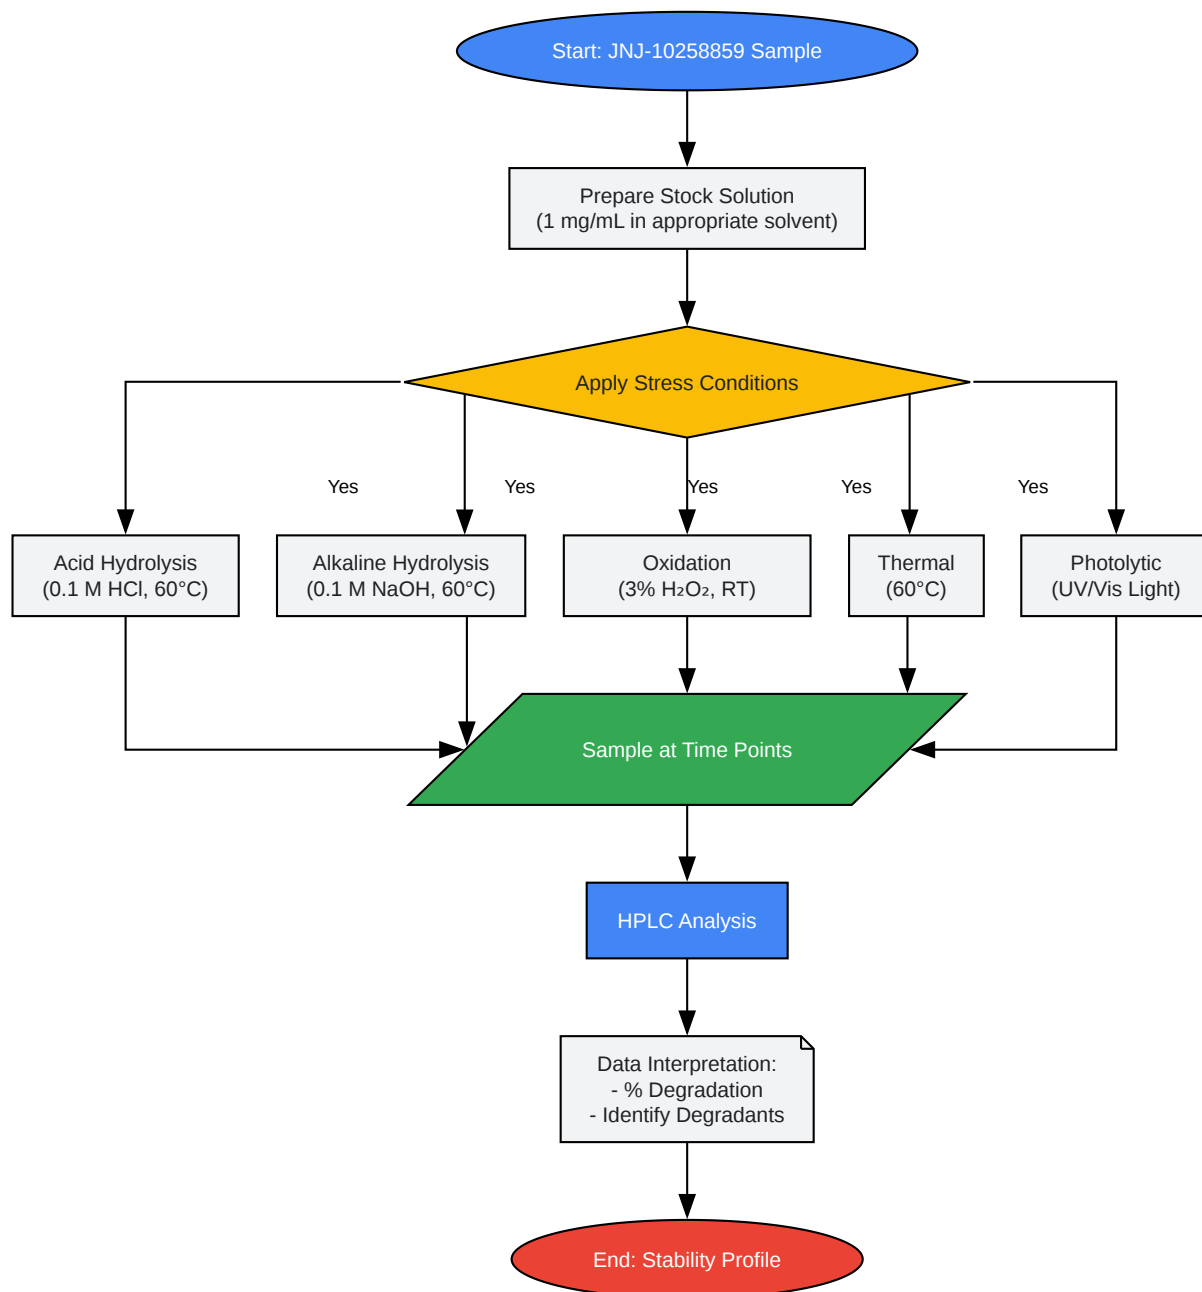 Start: JNJ-10258859 Sample
Prepare Stock Solution
(1 mg/mL in appropriate solvent)
Apply Stress Conditions
Yes
Yes
Yes
Yes
Yes
Acid Hydrolysis
(0.1 M HCl, 60°C)
Alkaline Hydrolysis
(0.1 M NaOH, 60°C)
Oxidation
(3% H₂O₂, RT)
Thermal
(60°C)
Photolytic
(UV/Vis Light)
Sample at Time Points
HPLC Analysis
Data Interpretation:
- % Degradation
- Identify Degradants
End: Stability Profile